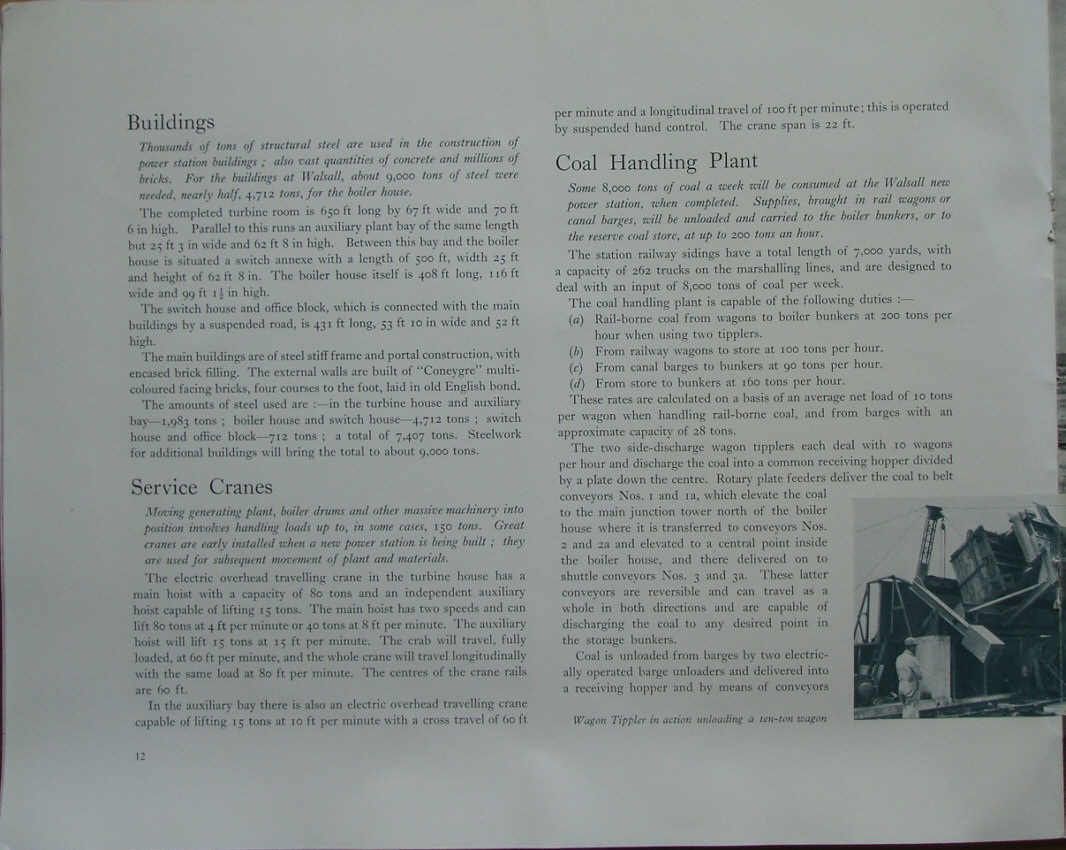 Buildings
Thousands of tons of structural steel are used in the construction of
power station buildings ; also vast quantities of concrete and millions of
bricks. For the buildings at Walsall, about 9,000 tons of steel were
needed, nearly half, 4,712 tons, for the boiler house.
The completed turbine room is 650 ft long by 67 ft wide and 70 ft
6 in high. Parallel to this runs an auxiliary plant bay of the same length
but 25 ft 3 in wide and 62 ft 8 in high. Between this bay and the boiler
house is situated a switch annexe with a length of 500 ft, width 25 ft
and height of 62 ft 8 in. The boiler house itself is 408 ft long, 116 ft
wide and 99 ft 1½ in high.
The switch house and office block, which is connected with the main
buildings by a suspended road, is 431 ft long, 53 ft 10 in wide and 52 ft
high.
The main buildings are of steel stiff frame and portal construction, with
encased brick filling. The external walls are built of "Coneygre" multi-
coloured facing bricks, four courses to the foot, laid in old English bond.
The amounts of steel used are :—in the turbine house and auxiliary
bay—1,983 tons ; boiler house and switch house—4,712 tons ; switch
house and office block—712 tons ; a total of 7,407 tons. Steelwork
for additional buildings will bring the total to about 9,000 tons.
Service Cranes
Moving generating plant, boiler drums and other massive machinery into
position involves handling loads up to, in some cases, 150 tons. Great
cranes are early installed when a new power station is being built ; they
are used for subsequent movement of plant and materials.
The electric overhead travelling crane in the turbine house has a
main hoist with a capacity of 80 tons and an independent auxiliary
hoist capable of lifting 15 tons. The main hoist has two speeds and can
lift 80 tons at 4 ft per minute or 40 tons at 8 ft per minute. The auxiliary
hoist will lift 15 tons at 15 ft per minute. The crab will travel, fully
loaded, at 60 ft per minute, and the whole crane will travel longitudinally
with the same load at 80 ft per minute. The centres of the crane rails
are 60 ft.
In the auxiliary bay there is also an electric overhead travelling crane
capable of lifting 15 tons at 10 ft per minute with a cross travel of 60 ft
12
per minute and a longitudinal travel of 100 ft per minute; this is operated
by suspended hand control. The crane span is 22 ft.
Coal Handling Plant
Some 8,000 tons of coal a week will be consumed at the Walsall new
power station, when completed. Supplies, brought in rail wagons or
canal barges, will be unloaded and carried to the boiler bunkers, or to
the reserve coal store, at up to 200 tons an hour.
The station railway sidings have a total length of 7,000 yards, with
a capacity of 262 trucks on the marshalling lines, and are designed to
deal with an input of 8,000 tons of coal per week.
The coal handling plant is capable of the following duties :—
(a) Rail-borne coal from wagons to boiler bunkers at 200 tons per
hour when using two tipplers.
(b) From railway wagons to store at 100 tons per hour.
(c) From canal barges to bunkers at 90 tons per hour.
(d) From store to bunkers at 160 tons per hour.
These rates are calculated on a basis of an average net load of 10 tons
per wagon when handling rail-borne coal, and from barges with an
approximate capacity of 28 tons.
The two side-discharge wagon tipplers each deal with 10 wagons
per hour and discharge the coal into a common receiving hopper divided
by a plate down the centre. Rotary plate feeders deliver the coal to belt
conveyors Nos. 1 and 1a, which elevate the coal
to the main junction tower north of the boiler
house where it is transferred to conveyors Nos.
2 and 2a and elevated to a central point inside
the boiler house, and there delivered on to
shuttle conveyors Nos. 3 and 3a. These latter
conveyors are reversible and can travel as a
whole in both directions and are capable of
discharging the coal to any desired point in
the storage bunkers.
Coal is unloaded from barges by two electric-
ally operated barge unloaders and delivered into
a receiving hopper and by means of conveyors
Wagon Tippler in action unloading a ten-ton wagon